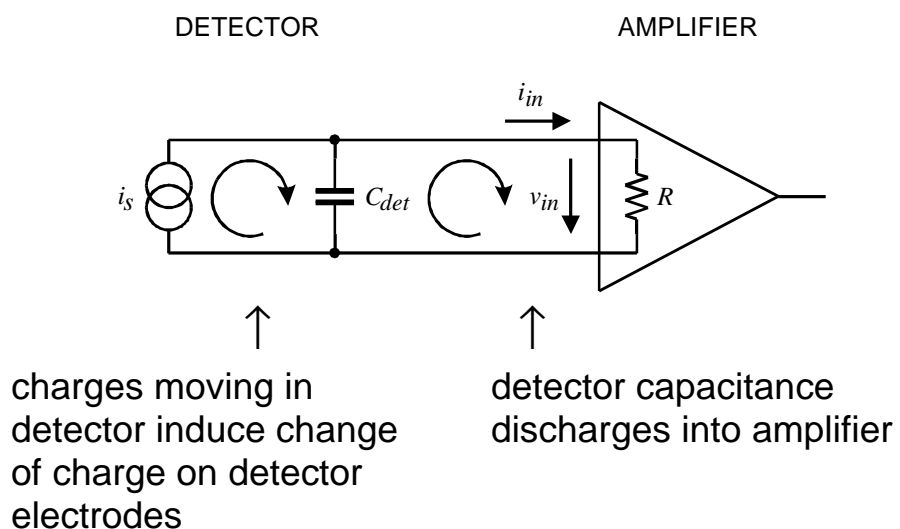 DETECTOR
AMPLIFIER
i_in
i_s
C_det
v_in
R
charges moving in
detector induce change
of charge on detector
electrodes
detector capacitance
discharges into amplifier